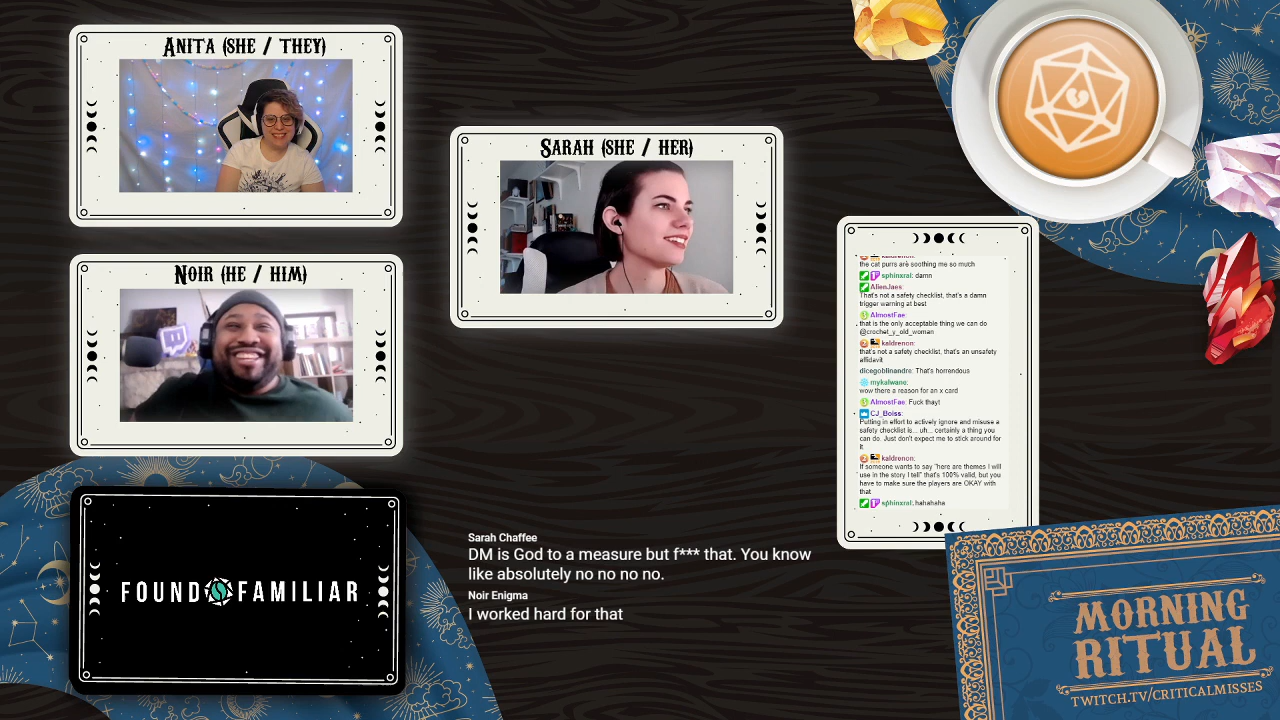 ANITA (SHE / THEY)
SARAH (SHE / HER)
NOIR (HE / HIM)
kaldrenon:
the cat purrs are soothing me so much
sphinxral: damn
AlienJaes:
That's not a safety checklist, that's a damn
trigger warning at best
AlmostFae:
that is the only acceptable thing we can do
@crochet_y_old_woman
kaldrenon:
that's not a safety checklist, that's an unsafety
affidavit
dicegoblinandre: That's horrendous
mykalwane:
wow there a reason for an x card
AlmostFae: Fuck thayt
CJ_Boiss:
Putting in effort to actively ignore and misuse a
safety checklist is... uh... certainly a thing you
can do. Just don't expect me to stick around for
it
kaldrenon:
If someone wants to say "here are themes I will
use in the story I tell" that's 100% valid, but you
have to make sure the players are OKAY with
that
sphinxral: hahahaha
FOUND FAMILIAR
Sarah Chaffee
DM is God to a measure but f*** that. You know
like absolutely no no no no.
Noir Enigma
I worked hard for that
MORNING
RITUAL
TWITCH.TV/CRITICALMISSES